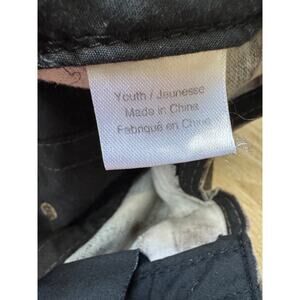 Youth / Jeunesse
Made in China
Fabriqué en Chine